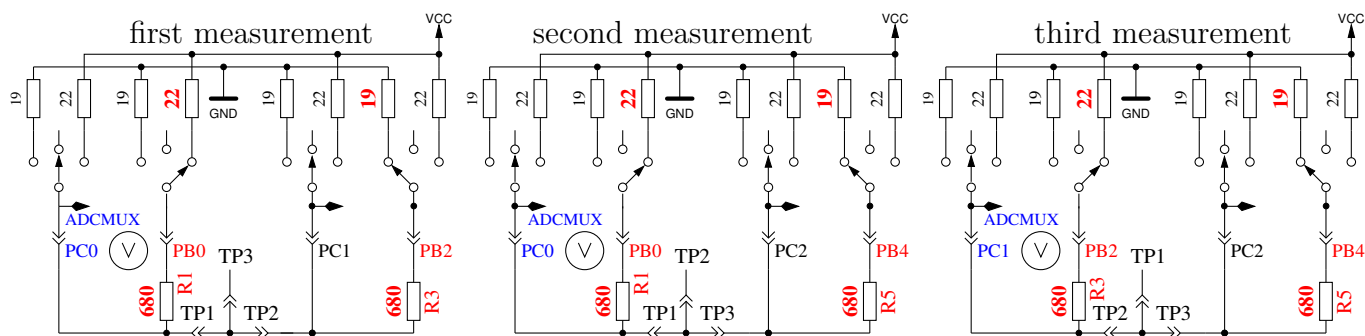 VCC VCC VCC
first measurement second measurement third measurement
19 22 19 22 GND 19 22 19 22
19 22 19 22 GND 19 22 19 22
19 22 19 22 GND 19 22 19 22
ADCMUX ADCMUX ADCMUX
PC0 V PB0 TP3 PC1 PB2
PC0 V PB0 TP2 PC2 PB4
PC1 V PB2 TP1 PC2 PB4
680 R1 TP1 TP2 680 R3
680 R1 TP1 TP3 680 R5
680 R3 TP2 TP3 680 R5